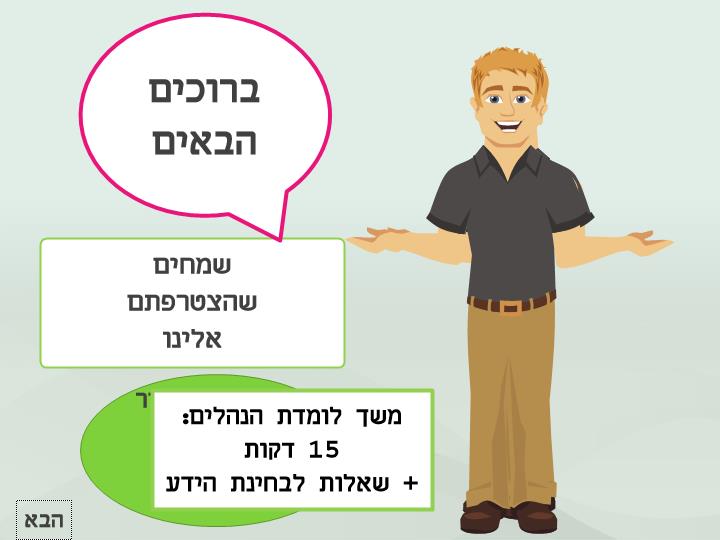 ברוכים
הבאים
שמחים
שהצטרפתם
אלינו
משך לומדת הנהלים:
15 דקות
+ שאלות לבחינת הידע
הבא